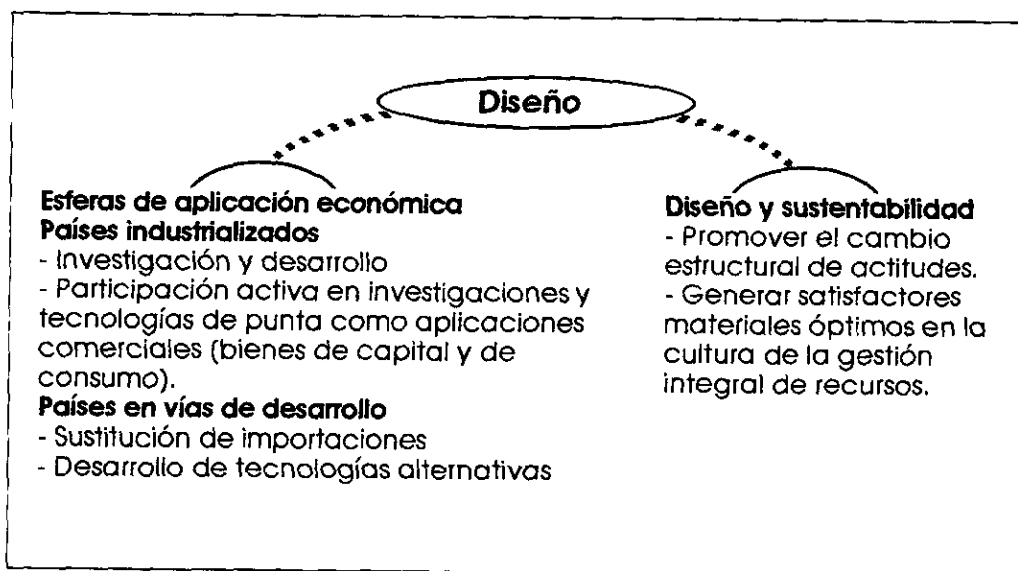 Diseño
Esferas de aplicación económica
Países industrializados
- Investigación y desarrollo
- Participación activa en investigaciones y
tecnologías de punta como aplicaciones
comerciales (bienes de capital y de
consumo).
Países en vías de desarrollo
- Sustitución de importaciones
- Desarrollo de tecnologías alternativas
Diseño y sustentabilidad
- Promover el cambio
estructural de actitudes.
- Generar satisfactores
materiales óptimos en la
cultura de la gestión
integral de recursos.